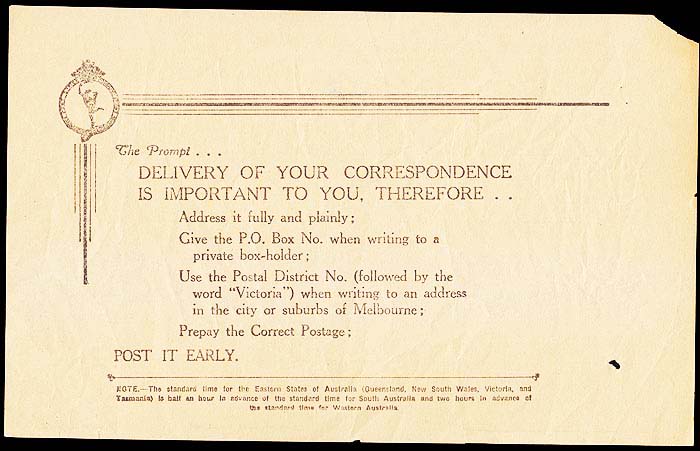 The Prompt . . .
DELIVERY OF YOUR CORRESPONDENCE
IS IMPORTANT TO YOU, THEREFORE . .
Address it fully and plainly;
Give the P.O. Box No. when writing to a
private box-holder;
Use the Postal District No. (followed by the
word "Victoria") when writing to an address
in the city or suburbs of Melbourne;
Prepay the Correct Postage;
POST IT EARLY.
NOTE.—The standard time for the Eastern States of Australia (Queensland, New South Wales, Victoria, and
Tasmania) is half an hour in advance of the standard time for South Australia and two hours in advance of
the standard time for Western Australia.